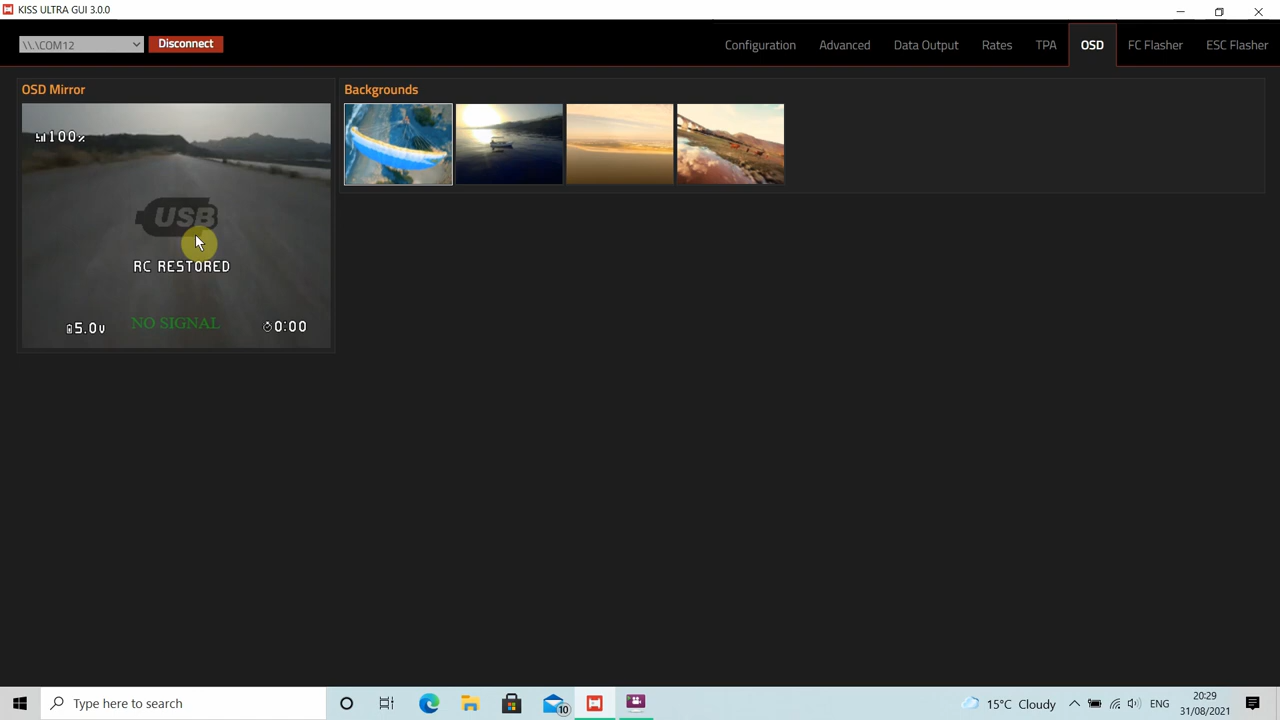 KISS ULTRA GUI 3.0.0
\\.\COM12
Disconnect
Configuration
Advanced
Data Output
Rates
TPA
OSD
FC Flasher
ESC Flasher
OSD Mirror
Backgrounds
100%
USB
RC RESTORED
5.0v
NO SIGNAL
0:00
Type here to search
10
15°C Cloudy
ENG
20:29
31/08/2021